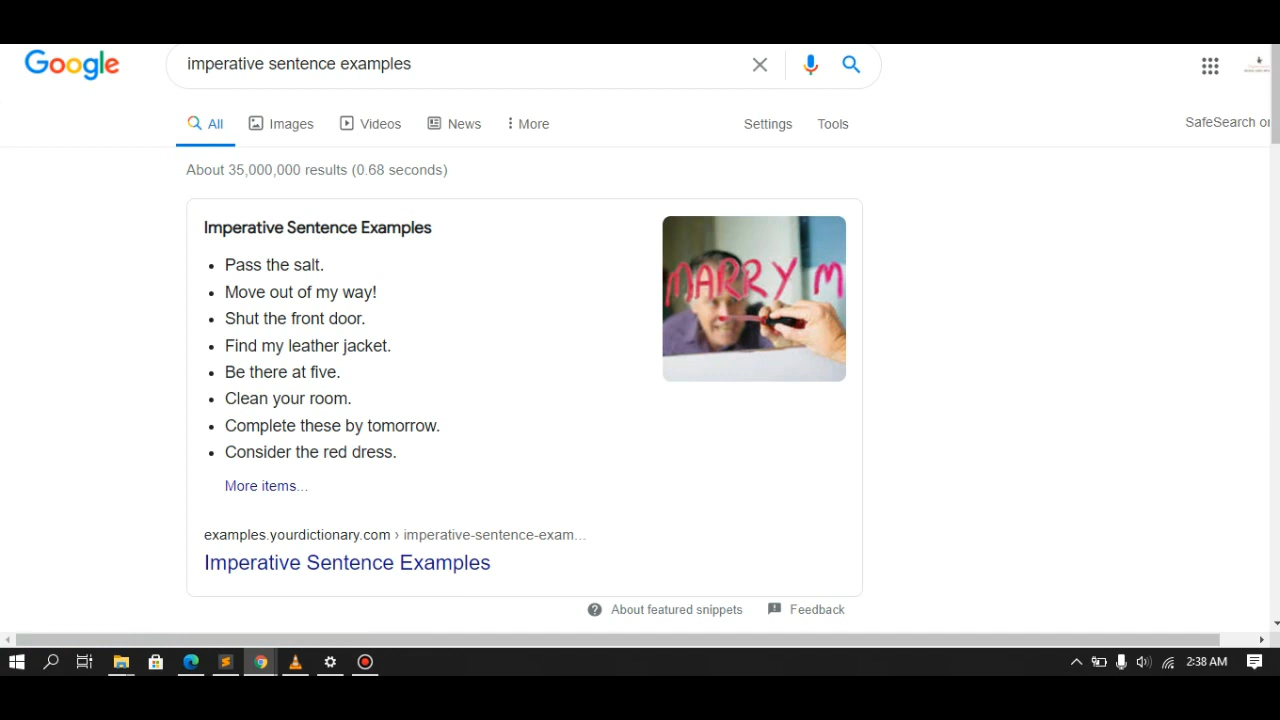 Google
imperative sentence examples
All Images Videos News More Settings Tools SafeSearch o
About 35,000,000 results (0.68 seconds)
Imperative Sentence Examples
MARRY M
• Pass the salt.
• Move out of my way!
• Shut the front door.
• Find my leather jacket.
• Be there at five.
• Clean your room.
• Complete these by tomorrow.
• Consider the red dress.
More items...
examples.yourdictionary.com › imperative-sentence-exam...
Imperative Sentence Examples
About featured snippets Feedback
2:38 AM